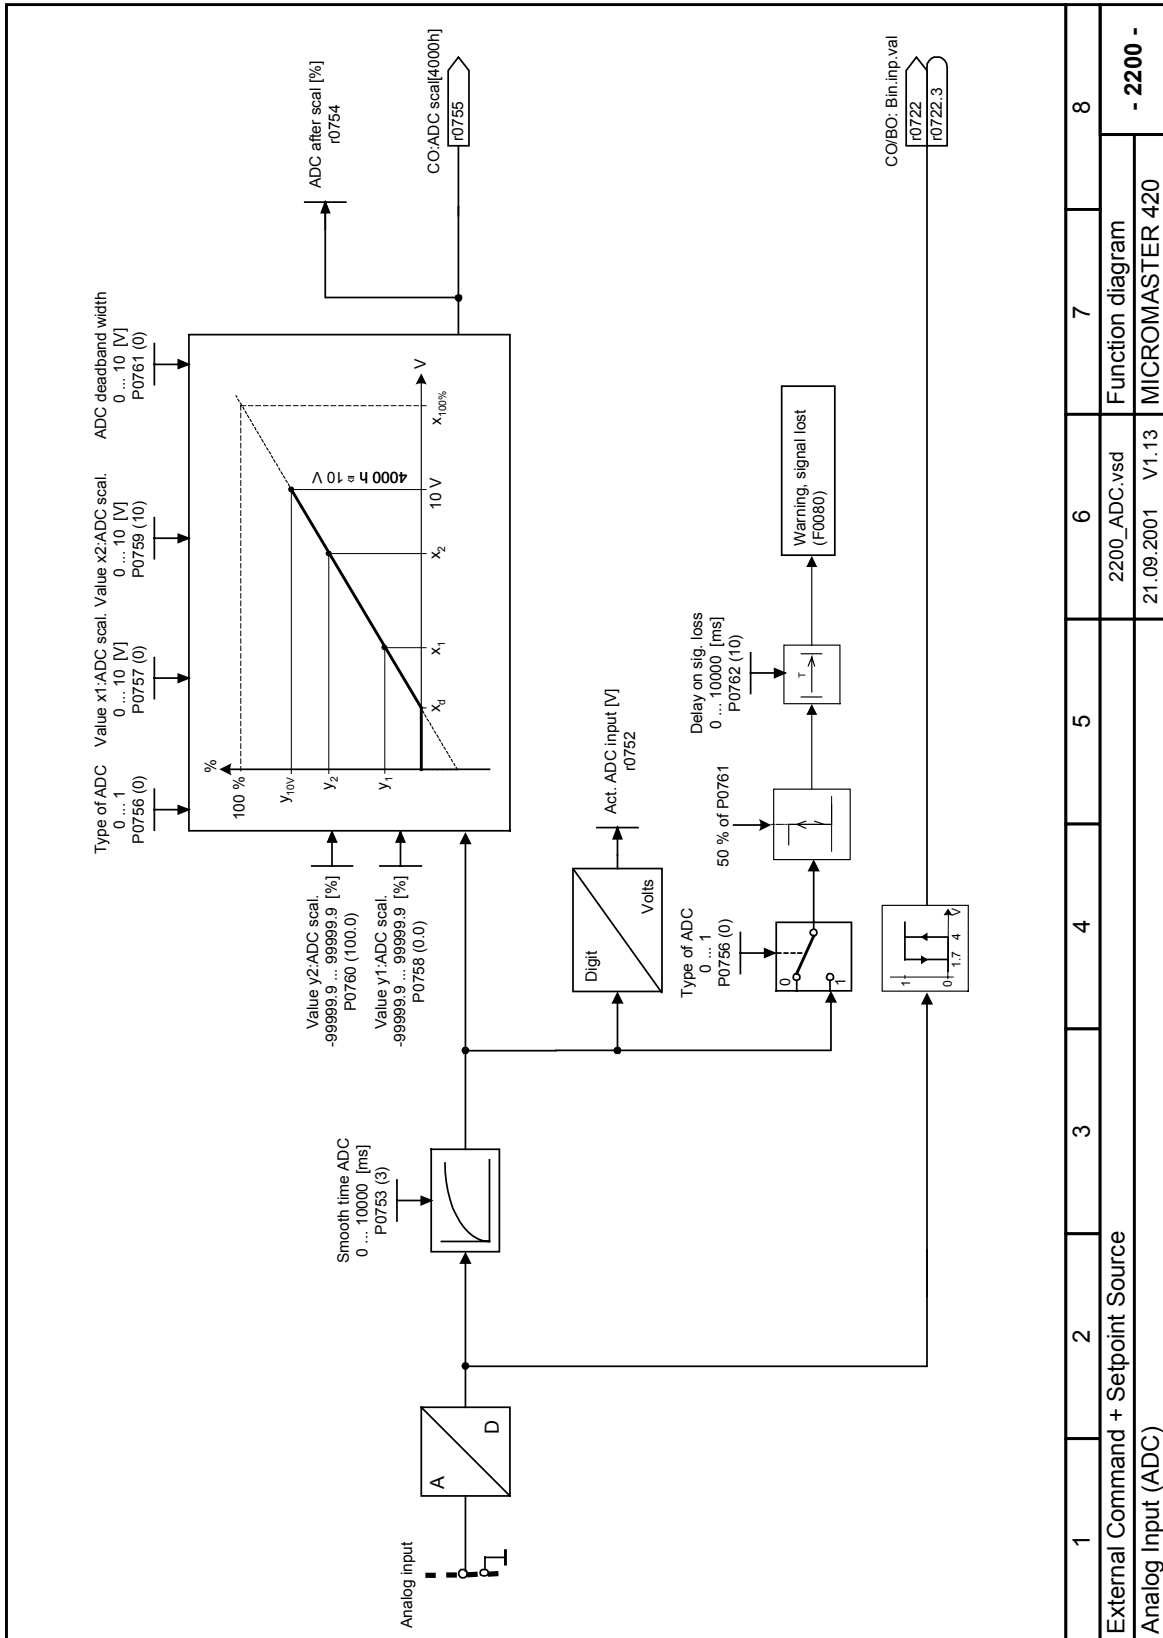 Analog input
A
D
Smooth time ADC
0 ... 10000 [ms]
P0753 (3)
Type of ADC
0 ... 1
P0756 (0)
Value x1:ADC scal.
0 ... 10 [V]
P0757 (0)
Value x2:ADC scal.
0 ... 10 [V]
P0759 (10)
ADC deadband width
0 ... 10 [V]
P0761 (0)
Value y2:ADC scal.
-99999.9 ... 99999.9 [%]
P0760 (100.0)
Value y1:ADC scal.
-99999.9 ... 99999.9 [%]
P0758 (0.0)
%
100 %
y10V
y2
y1
xd
x1
x2
10 V
x100%
V
4000 h ≙ 10 V
ADC after scal [%]
r0754
CO:ADC scal[4000h]
r0755
Digit
Volts
Act. ADC input [V]
r0752
Type of ADC
0 ... 1
P0756 (0)
0
1
50 % of P0761
Delay on sig. loss
0 ... 10000 [ms]
P0762 (10)
T
Warning, signal lost
(F0080)
1
0
1.7 4 V
CO/BO: Bin.inp.val
r0722
r0722.3
1 2 3 4 5 6 7 8
External Command + Setpoint Source
2200_ADC.vsd
Function diagram
- 2200 -
Analog Input (ADC)
21.09.2001 V1.13
MICROMASTER 420